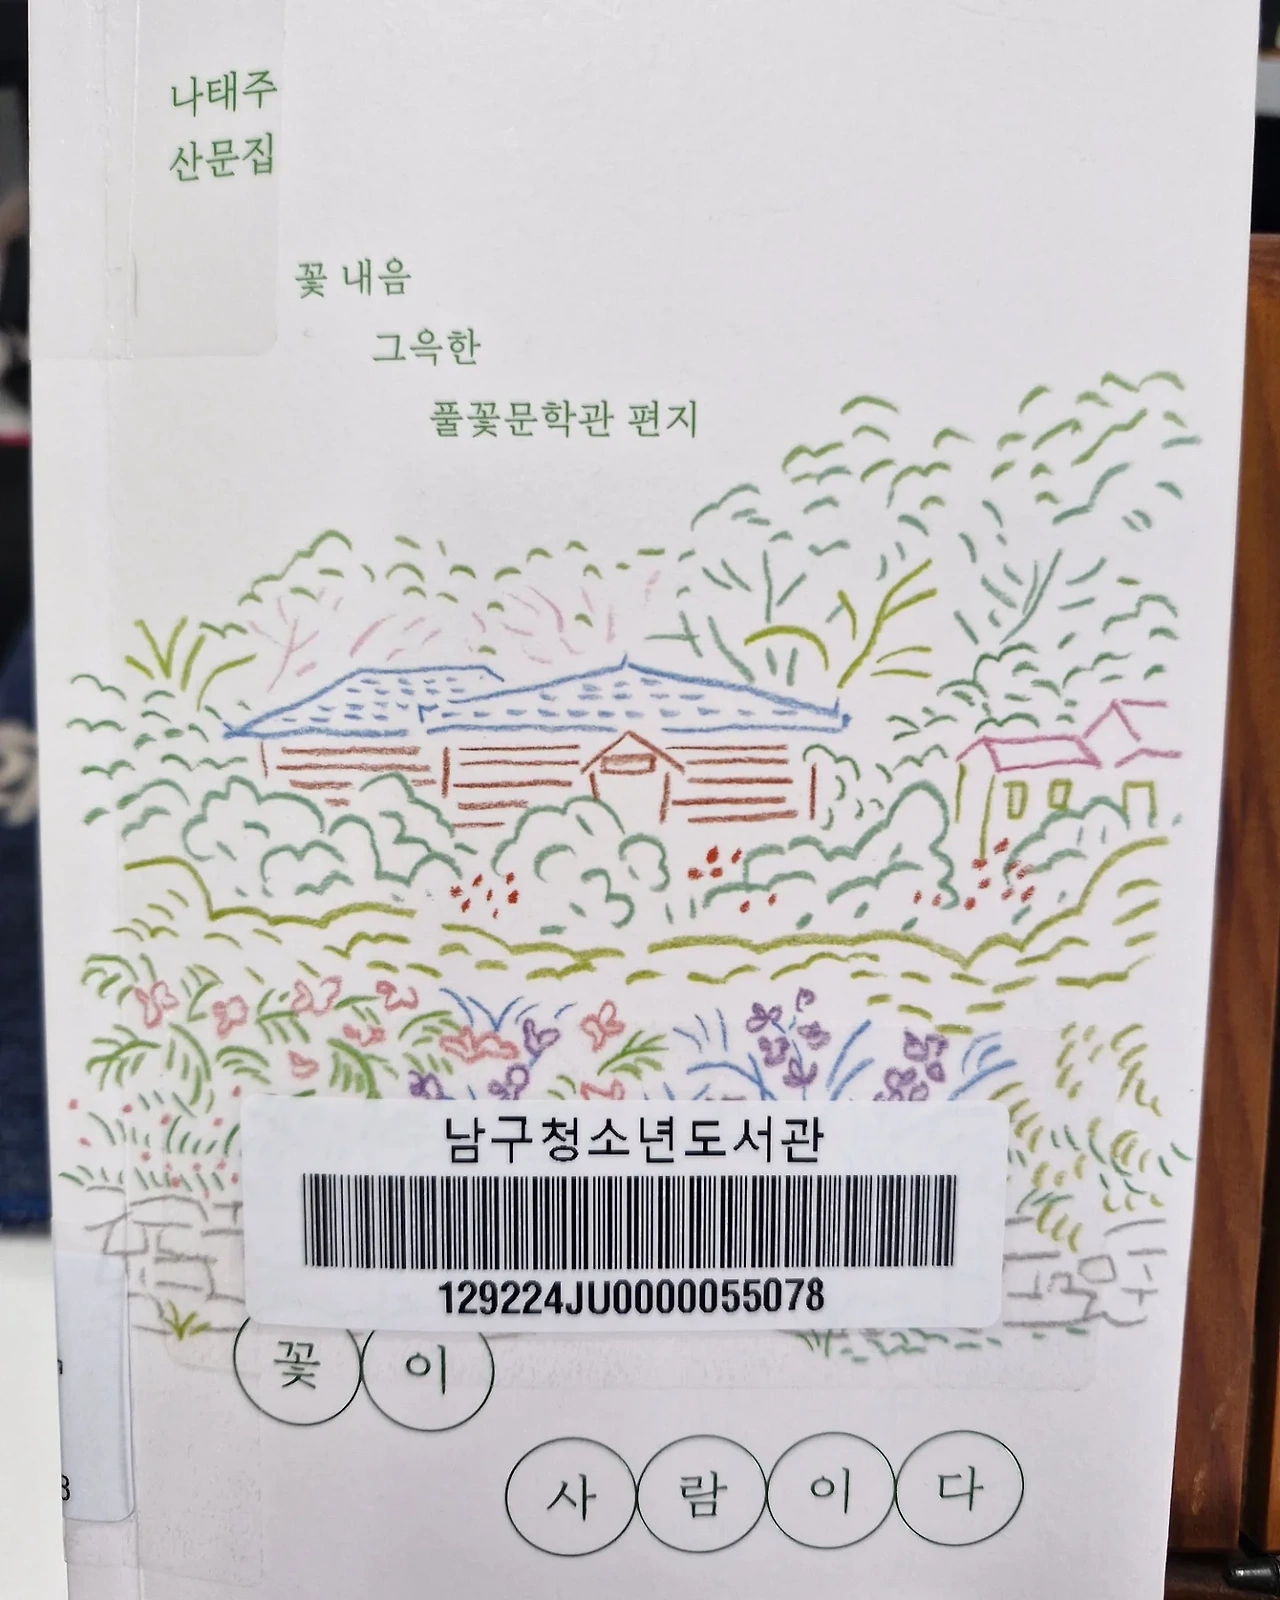 나태주
산문집
꽃 내음
그윽한
풀꽃문학관 편지
남구청소년도서관
129224JU0000055078
꽃이
사람이다